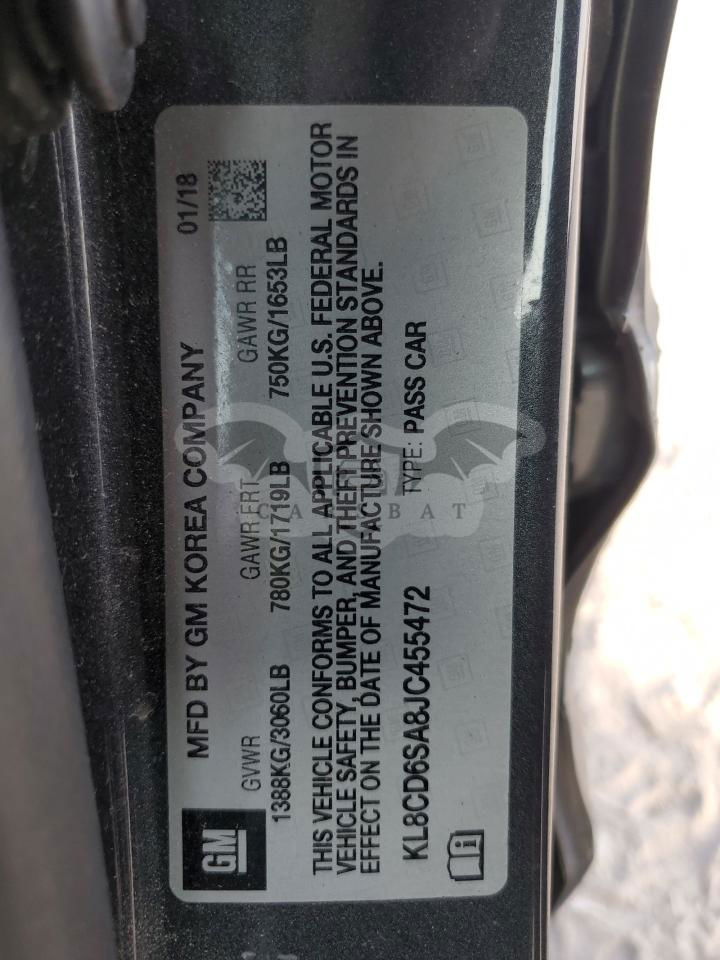 GM
MFD BY GM KOREA COMPANY 01/18
GVWR GAWR FRT GAWR RR
1388KG/3060LB 780KG/1719LB 750KG/1653LB
THIS VEHICLE CONFORMS TO ALL APPLICABLE U.S. FEDERAL MOTOR
VEHICLE SAFETY, BUMPER, AND THEFT PREVENTION STANDARDS IN
EFFECT ON THE DATE OF MANUFACTURE SHOWN ABOVE.
KL8CD6SA8JC455472 TYPE: PASS CAR
CARCBAT